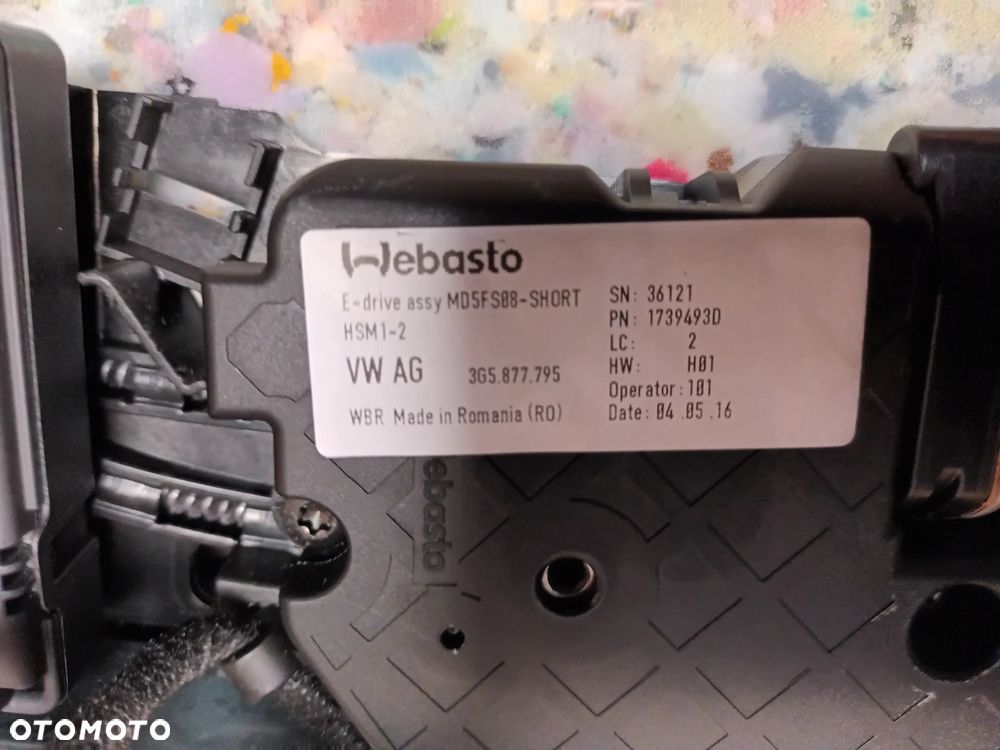 Webasto
E-drive assy MD5FS08-SHORT
HSM1-2
VW AG 3G5.877.795
WBR Made in Romania (RO)
SN: 36121
PN: 1739493D
LC: 2
HW: H01
Operator: 101
Date: 04.05.16
ebasto
OTOMOTO